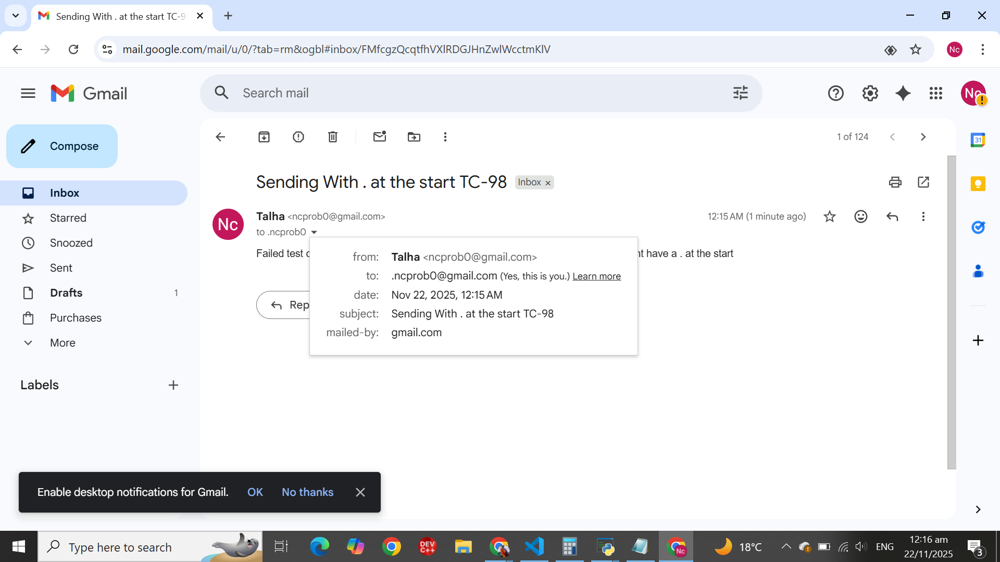 Sending With . at the start TC-9
mail.google.com/mail/u/0/?tab=rm&ogbl#inbox/FMfcgzQcqtfhVXlRDGJHnZwlWcctmKlV
Nc
Gmail
Search mail
Nc
Compose
1 of 124
31
Inbox
Starred
Snoozed
Sent
Drafts 1
Purchases
More
Labels
Sending With . at the start TC-98 Inbox
Nc
Talha <ncprob0@gmail.com> 12:15 AM (1 minute ago)
to .ncprob0
Failed test have a . at the start
from: Talha <ncprob0@gmail.com>
to: .ncprob0@gmail.com (Yes, this is you.) Learn more
date: Nov 22, 2025, 12:15 AM
subject: Sending With . at the start TC-98
mailed-by: gmail.com
Rep
Enable desktop notifications for Gmail. OK No thanks
Type here to search
DEV C++
Nc
18°C
ENG
12:16 am
22/11/2025
3